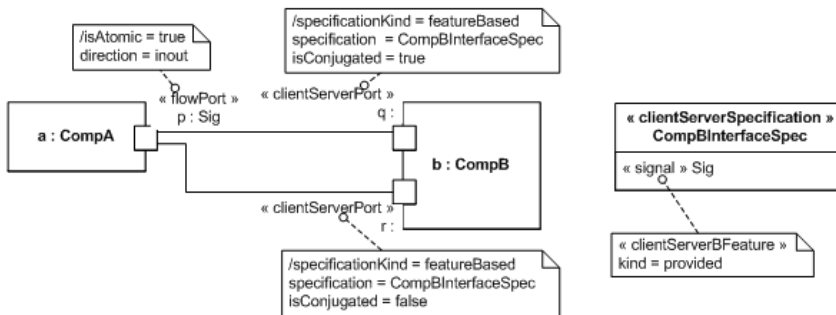 /isAtomic = true
direction = inout
/specificationKind = featureBased
specification  = CompBInterfaceSpec
isConjugated = true
« flowPort »
p : Sig
« clientServerPort »
q :
a : CompA
b : CompB
« clientServerPort »
r :
/specificationKind = featureBased
specification = CompBInterfaceSpec
isConjugated = false
« clientServerSpecification »
CompBInterfaceSpec
« signal » Sig
« clientServerBFeature »
kind = provided